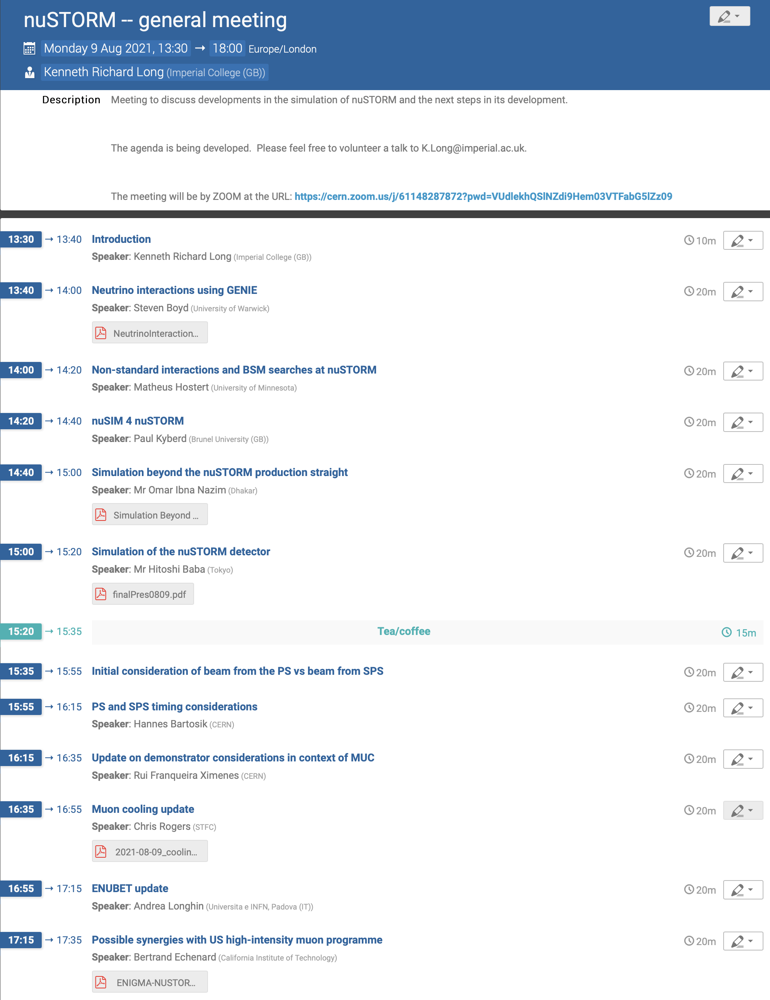 nuSTORM -- general meeting
Monday 9 Aug 2021, 13:30 → 18:00 Europe/London
Kenneth Richard Long (Imperial College (GB))
Description Meeting to discuss developments in the simulation of nuSTORM and the next steps in its development.
The agenda is being developed.  Please feel free to volunteer a talk to K.Long@imperial.ac.uk.
The meeting will be by ZOOM at the URL: https://cern.zoom.us/j/61148287872?pwd=VUdlekhQSlNZdi9Hem03VTFabG5lZz09
13:30 → 13:40 Introduction 10m
Speaker: Kenneth Richard Long (Imperial College (GB))
13:40 → 14:00 Neutrino interactions using GENIE 20m
Speaker: Steven Boyd (University of Warwick)
NeutrinoInteraction...
14:00 → 14:20 Non-standard interactions and BSM searches at nuSTORM 20m
Speaker: Matheus Hostert (University of Minnesota)
14:20 → 14:40 nuSIM 4 nuSTORM 20m
Speaker: Paul Kyberd (Brunel University (GB))
14:40 → 15:00 Simulation beyond the nuSTORM production straight 20m
Speaker: Mr Omar Ibna Nazim (Dhakar)
Simulation Beyond ...
15:00 → 15:20 Simulation of the nuSTORM detector 20m
Speaker: Mr Hitoshi Baba (Tokyo)
finalPres0809.pdf
15:20 → 15:35 Tea/coffee 15m
15:35 → 15:55 Initial consideration of beam from the PS vs beam from SPS 20m
15:55 → 16:15 PS and SPS timing considerations 20m
Speaker: Hannes Bartosik (CERN)
16:15 → 16:35 Update on demonstrator considerations in context of MUC 20m
Speaker: Rui Franqueira Ximenes (CERN)
16:35 → 16:55 Muon cooling update 20m
Speaker: Chris Rogers (STFC)
2021-08-09_coolin...
16:55 → 17:15 ENUBET update 20m
Speaker: Andrea Longhin (Universita e INFN, Padova (IT))
17:15 → 17:35 Possible synergies with US high-intensity muon programme 20m
Speaker: Bertrand Echenard (California Institute of Technology)
ENIGMA-NUSTOR...